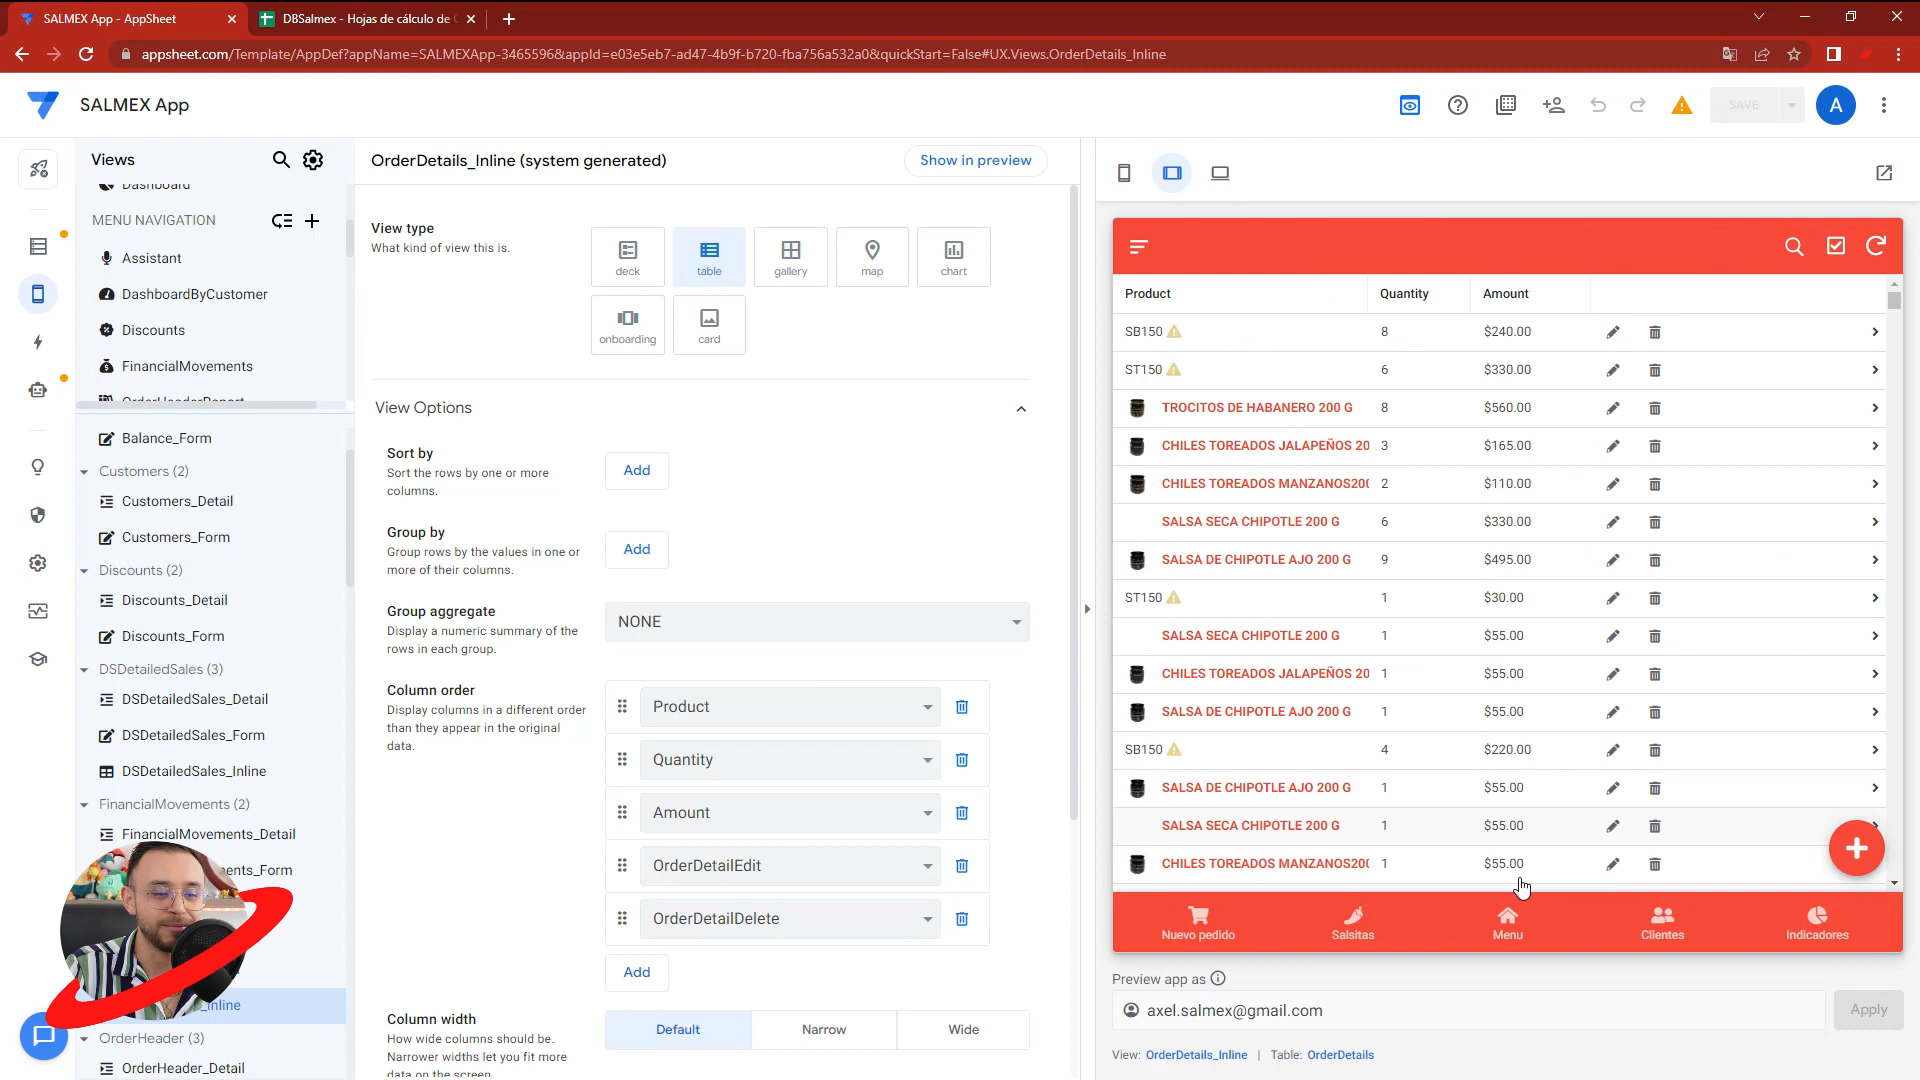 SALMEX App - AppSheet
DBSalmex - Hojas de cálculo de
appsheet.com/Template/AppDef?appName=SALMEXApp-3465596&appId=e03e5eb7-ad47-4b9f-b720-fba756a532a0&quickStart=False#UX.Views.OrderDetails_Inline
SALMEX App
SAVE
A
Views
Dashboard
MENU NAVIGATION
Assistant
DashboardByCustomer
Discounts
FinancialMovements
OrderHeaderReport
Balance_Form
Customers (2)
Customers_Detail
Customers_Form
Discounts (2)
Discounts_Detail
Discounts_Form
DSDetailedSales (3)
DSDetailedSales_Detail
DSDetailedSales_Form
DSDetailedSales_Inline
FinancialMovements (2)
FinancialMovements_Detail
ents_Form
_Inline
OrderHeader (3)
OrderHeader_Detail
OrderDetails_Inline (system generated)
Show in preview
View type
What kind of view this is.
deck
table
gallery
map
chart
onboarding
card
View Options
Sort by
Sort the rows by one or more
columns.
Add
Group by
Group rows by the values in one or
more of their columns.
Add
Group aggregate
Display a numeric summary of the
rows in each group.
NONE
Column order
Display columns in a different order
than they appear in the original
data.
Product
Quantity
Amount
OrderDetailEdit
OrderDetailDelete
Add
Column width
How wide columns should be.
Narrower widths let you fit more
data on the screen.
Default
Narrow
Wide
Product Quantity Amount
SB150 8 $240.00
ST150 6 $330.00
TROCITOS DE HABANERO 200 G 8 $560.00
CHILES TOREADOS JALAPEÑOS 20 3 $165.00
CHILES TOREADOS MANZANOS200 2 $110.00
SALSA SECA CHIPOTLE 200 G 6 $330.00
SALSA DE CHIPOTLE AJO 200 G 9 $495.00
ST150 1 $30.00
SALSA SECA CHIPOTLE 200 G 1 $55.00
CHILES TOREADOS JALAPEÑOS 20 1 $55.00
SALSA DE CHIPOTLE AJO 200 G 1 $55.00
SB150 4 $220.00
SALSA DE CHIPOTLE AJO 200 G 1 $55.00
SALSA SECA CHIPOTLE 200 G 1 $55.00
CHILES TOREADOS MANZANOS200 1 $55.00
Nuevo pedido
Salsitas
Menu
Clientes
Indicadores
Preview app as
axel.salmex@gmail.com
Apply
View: OrderDetails_Inline | Table: OrderDetails